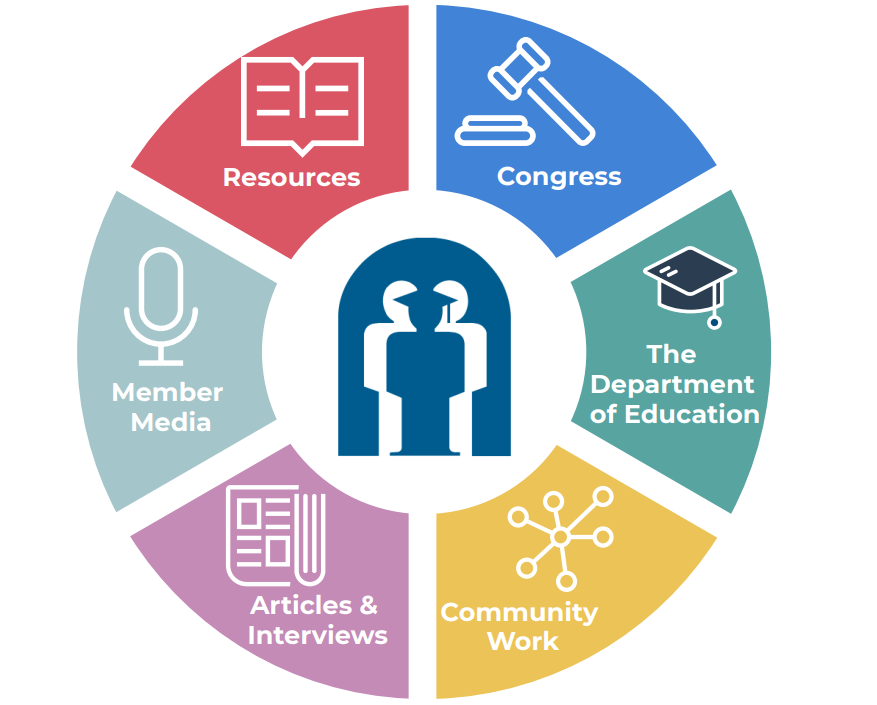 Resources
Congress
The
Department
of Education
Member
Media
Articles &
Interviews
Community
Work